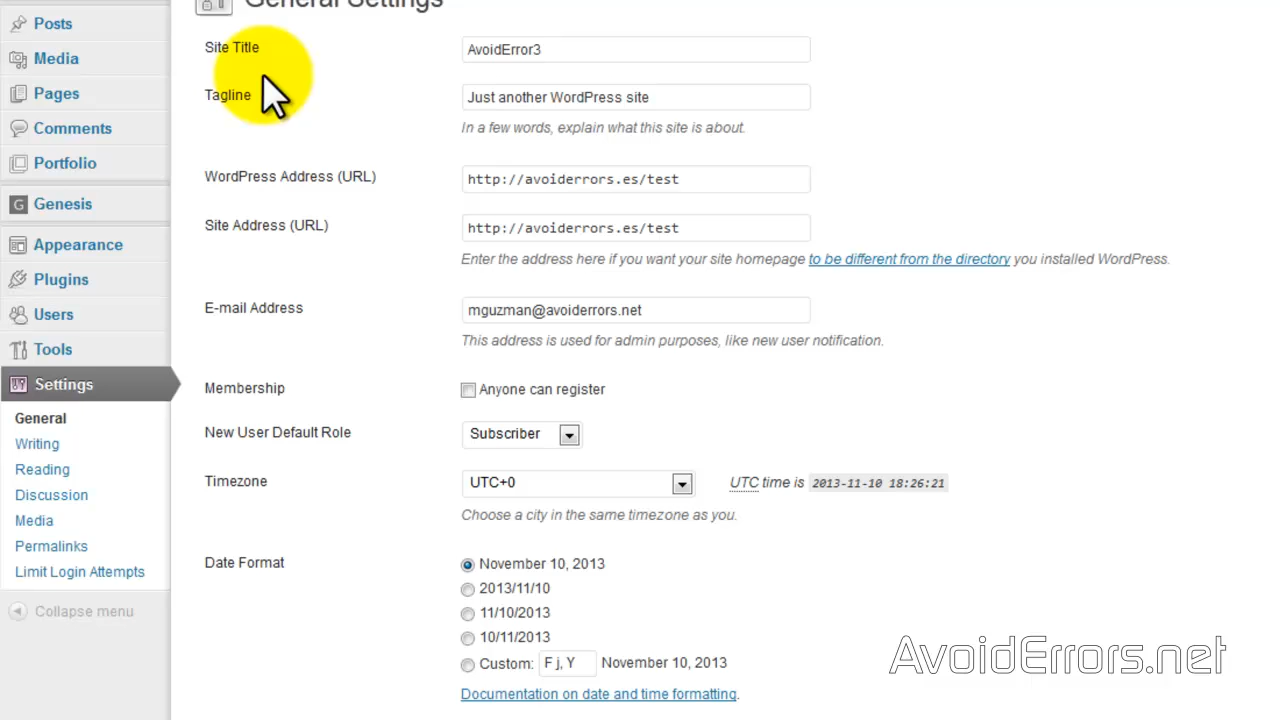 General Settings
Posts
Media
Pages
Comments
Portfolio
G Genesis
Appearance
Plugins
Users
Tools
Settings
General
Writing
Reading
Discussion
Media
Permalinks
Limit Login Attempts
Collapse menu
Site Title AvoidError3
Tagline Just another WordPress site
In a few words, explain what this site is about.
WordPress Address (URL) http://avoiderrors.es/test
Site Address (URL) http://avoiderrors.es/test
Enter the address here if you want your site homepage to be different from the directory you installed WordPress.
E-mail Address mguzman@avoiderrors.net
This address is used for admin purposes, like new user notification.
Membership Anyone can register
New User Default Role Subscriber
Timezone UTC+0 UTC time is 2013-11-10 18:26:21
Choose a city in the same timezone as you.
Date Format November 10, 2013
2013/11/10
11/10/2013
10/11/2013
Custom: F j, Y November 10, 2013
Documentation on date and time formatting.
AvoidErrors.net